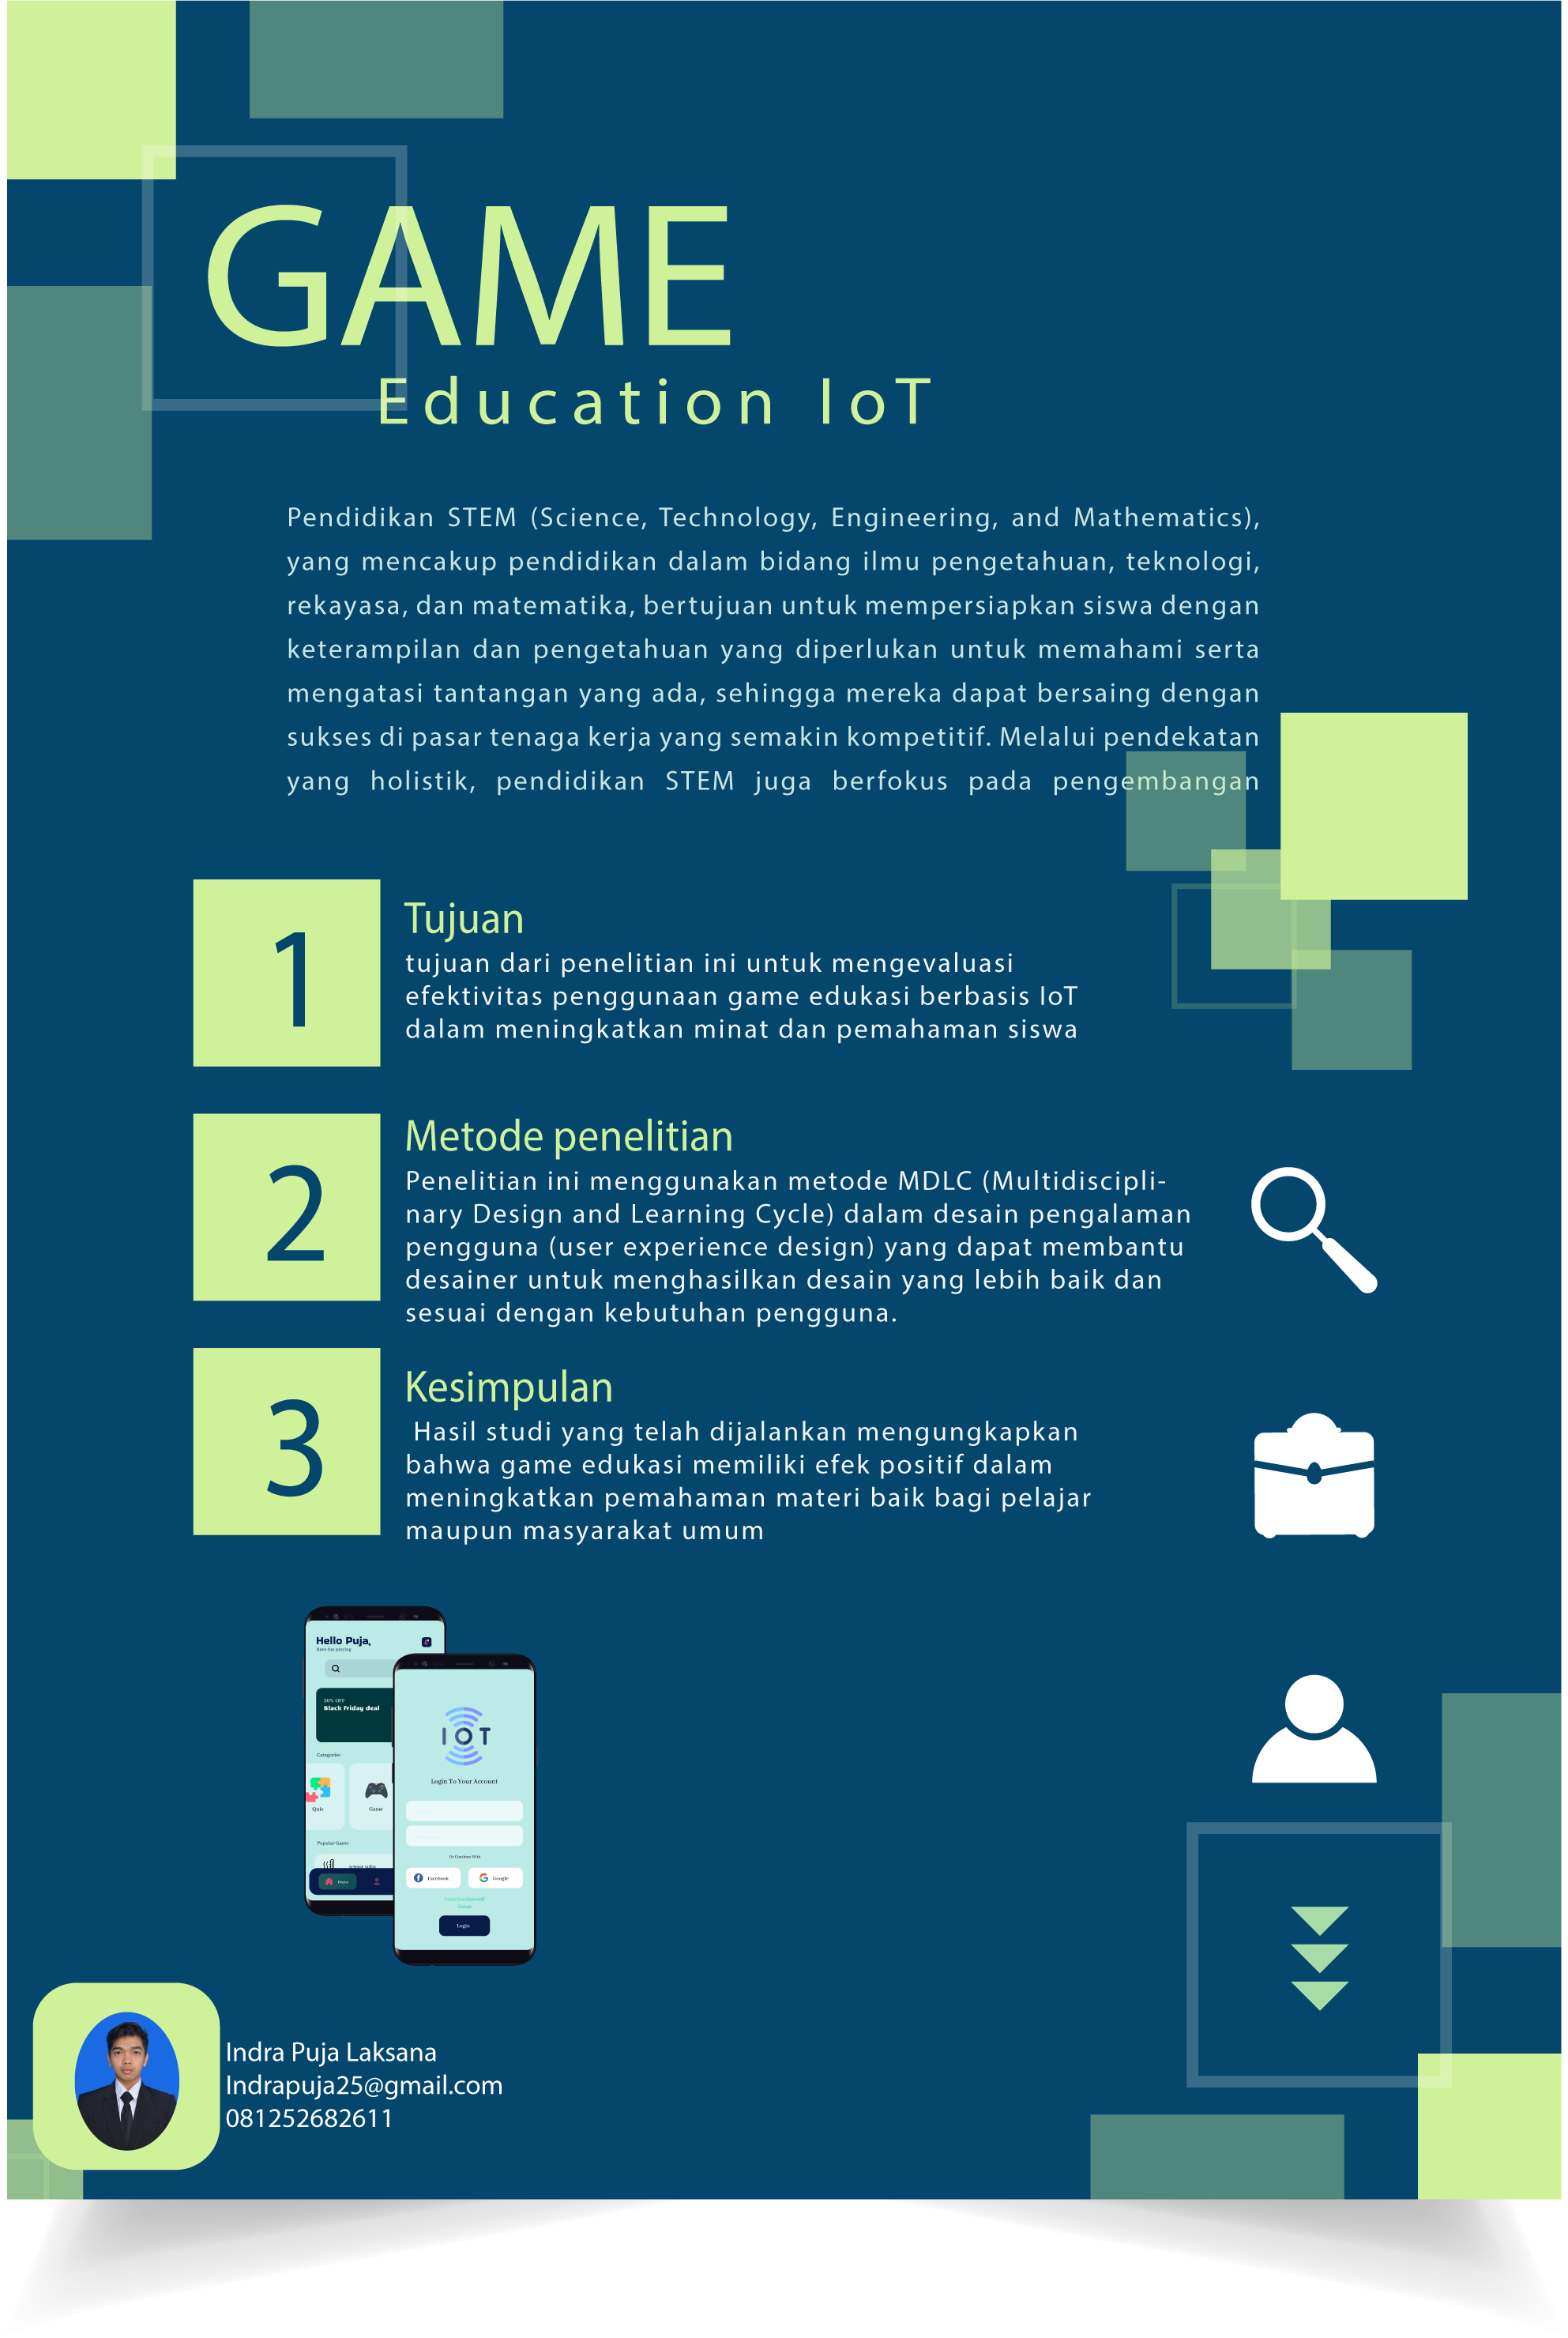 GAME
Education IoT
Pendidikan STEM (Science, Technology, Engineering, and Mathematics),
yang mencakup pendidikan dalam bidang ilmu pengetahuan, teknologi,
rekayasa, dan matematika, bertujuan untuk mempersiapkan siswa dengan
keterampilan dan pengetahuan yang diperlukan untuk memahami serta
mengatasi tantangan yang ada, sehingga mereka dapat bersaing dengan
sukses di pasar tenaga kerja yang semakin kompetitif. Melalui pendekatan
yang holistik, pendidikan STEM juga berfokus pada pengembangan
1
Tujuan
tujuan dari penelitian ini untuk mengevaluasi
efektivitas penggunaan game edukasi berbasis IoT
dalam meningkatkan minat dan pemahaman siswa
2
Metode penelitian
Penelitian ini menggunakan metode MDLC (Multidiscipli-
nary Design and Learning Cycle) dalam desain pengalaman
pengguna (user experience design) yang dapat membantu
desainer untuk menghasilkan desain yang lebih baik dan
sesuai dengan kebutuhan pengguna.
3
Kesimpulan
Hasil studi yang telah dijalankan mengungkapkan
bahwa game edukasi memiliki efek positif dalam
meningkatkan pemahaman materi baik bagi pelajar
maupun masyarakat umum
Hello Puja,
Have fun playing
30% OFF
Black Friday deal
Categories
Quiz
Game
Popular Game
Home
IOT
Login To Your Account
Or Continue With
Facebook
Google
Login
Indra Puja Laksana
Indrapuja25@gmail.com
081252682611